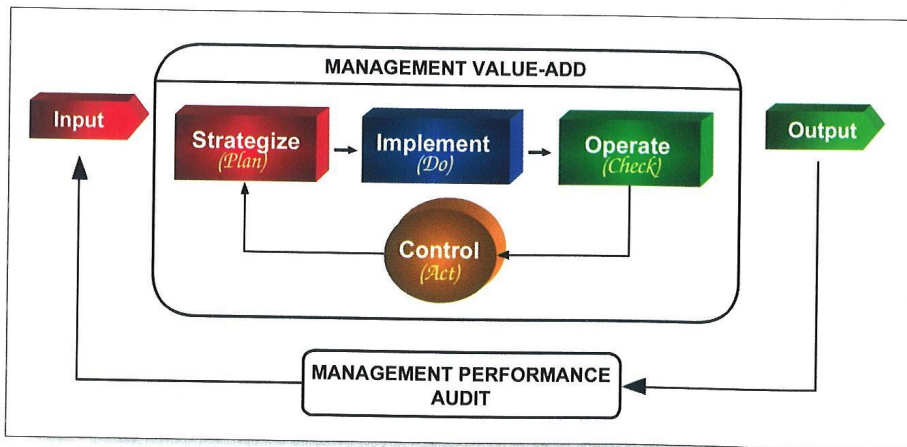 MANAGEMENT VALUE-ADD
Input
Strategize
(Plan)
Implement
(Do)
Operate
(Check)
Output
Control
(Act)
MANAGEMENT PERFORMANCE
AUDIT